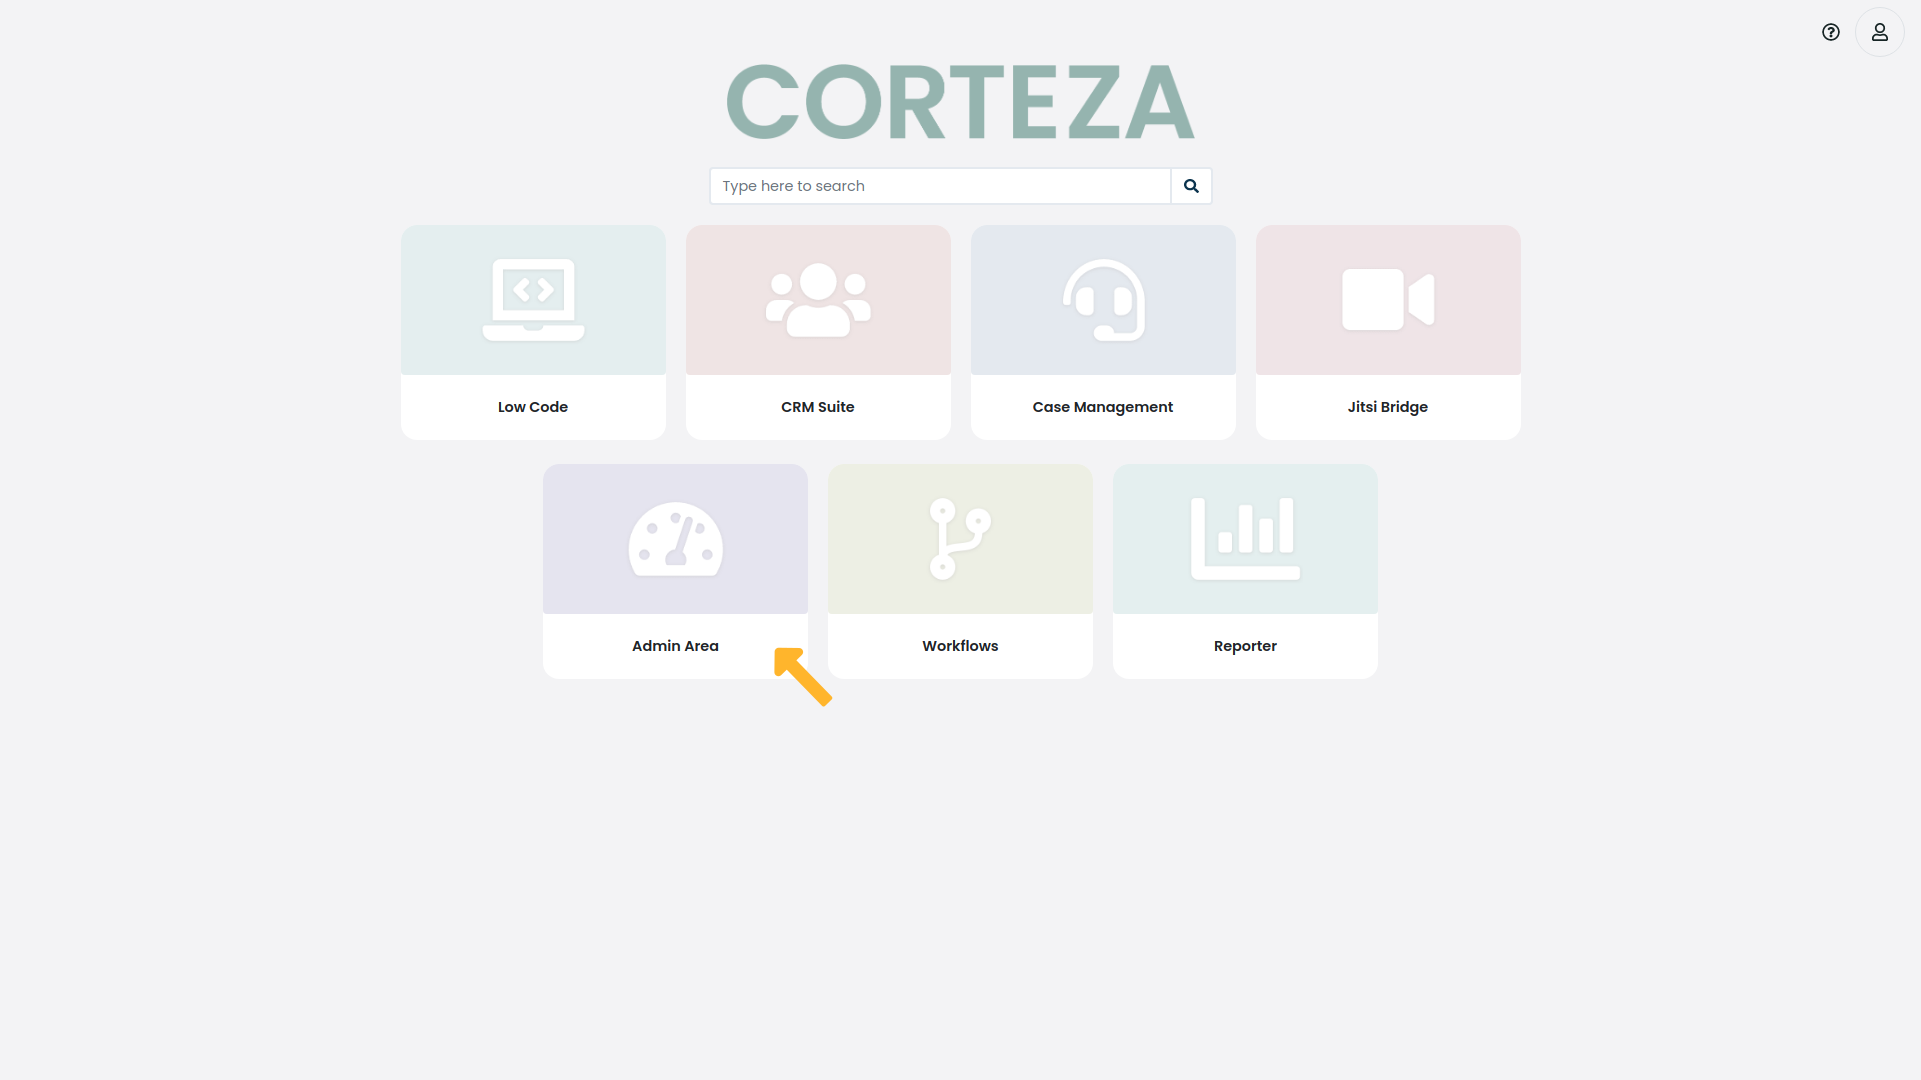 CORTEZA
Type here to search
Low Code
CRM Suite
Case Management
Jitsi Bridge
Admin Area
Workflows
Reporter